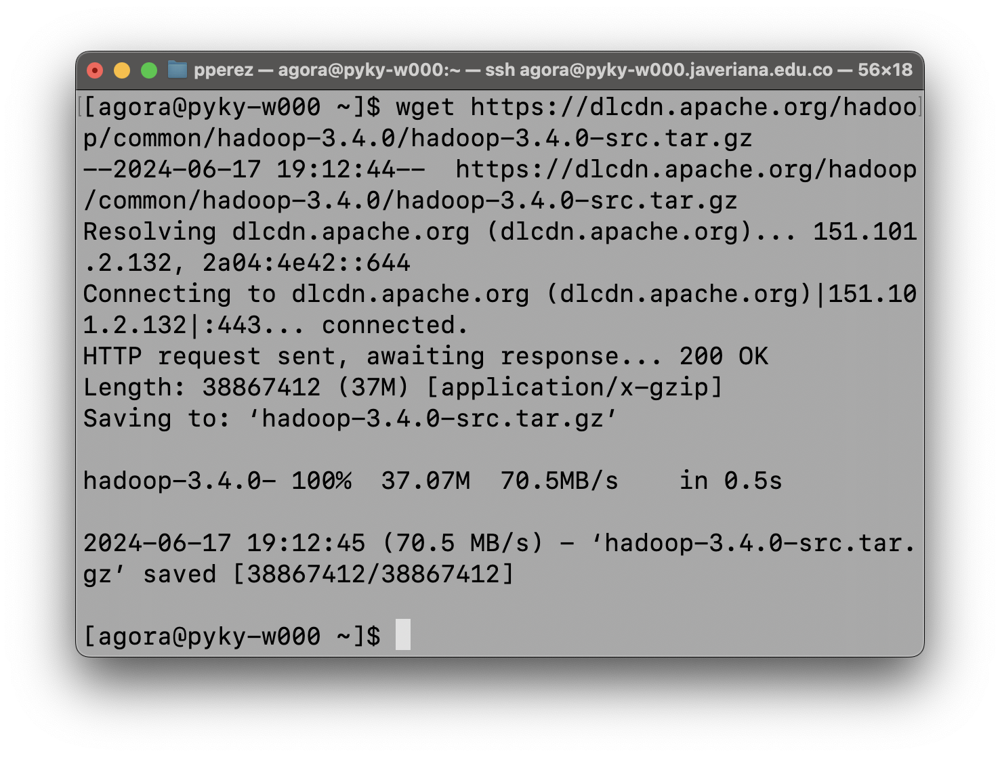 pperez — agora@pyky-w000:~ — ssh agora@pyky-w000.javeriana.edu.co — 56×18
[agora@pyky-w000 ~]$ wget https://dlcdn.apache.org/hadoo
p/common/hadoop-3.4.0/hadoop-3.4.0-src.tar.gz
--2024-06-17 19:12:44--  https://dlcdn.apache.org/hadoop
/common/hadoop-3.4.0/hadoop-3.4.0-src.tar.gz
Resolving dlcdn.apache.org (dlcdn.apache.org)... 151.101
.2.132, 2a04:4e42::644
Connecting to dlcdn.apache.org (dlcdn.apache.org)|151.10
1.2.132|:443... connected.
HTTP request sent, awaiting response... 200 OK
Length: 38867412 (37M) [application/x-gzip]
Saving to: ‘hadoop-3.4.0-src.tar.gz’
hadoop-3.4.0- 100%  37.07M  70.5MB/s    in 0.5s
2024-06-17 19:12:45 (70.5 MB/s) - ‘hadoop-3.4.0-src.tar.
gz’ saved [38867412/38867412]
[agora@pyky-w000 ~]$